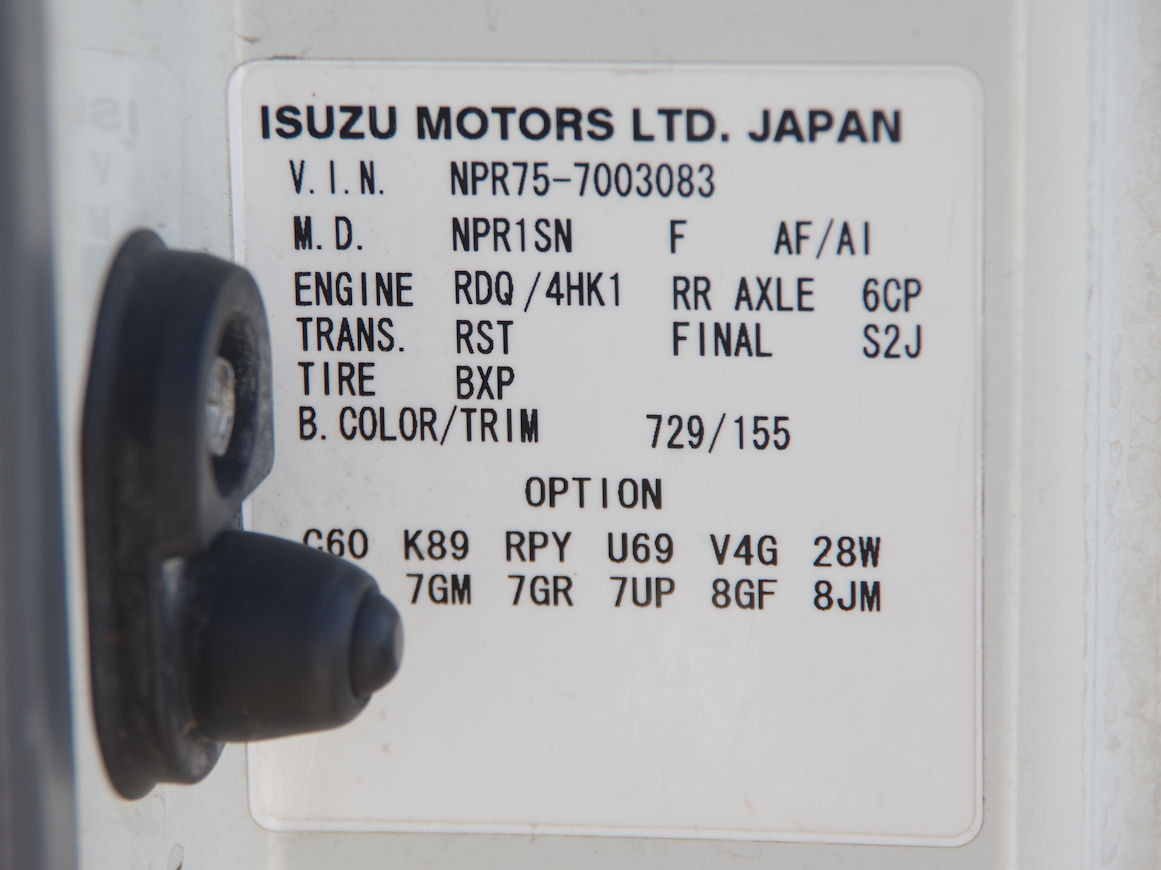 ISUZU MOTORS LTD. JAPAN
V.I.N. NPR75-7003083
M.D. NPR1SN F AF/AI
ENGINE RDQ/4HK1 RR AXLE 6CP
TRANS. RST FINAL S2J
TIRE BXP
B.COLOR/TRIM 729/155
OPTION
K89 RPY U69 V4G 28W
7GM 7GR 7UP 8GF 8JM